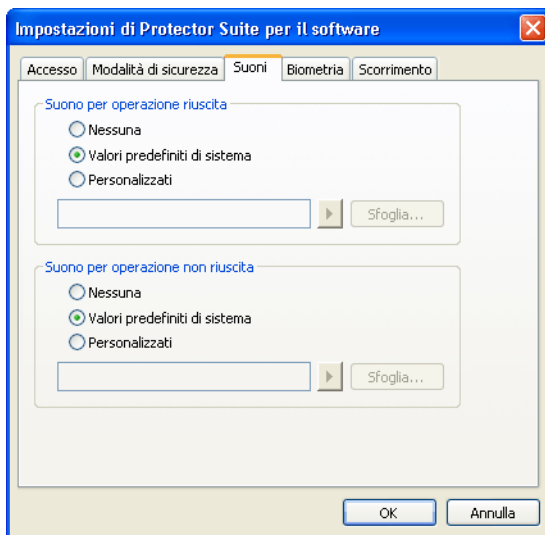 Impostazioni di Protector Suite per il software
Accesso Modalità di sicurezza Suoni Biometria Scorrimento
Suono per operazione riuscita
Nessuna
Valori predefiniti di sistema
Personalizzati
Sfoglia...
Suono per operazione non riuscita
Nessuna
Valori predefiniti di sistema
Personalizzati
Sfoglia...
OK Annulla